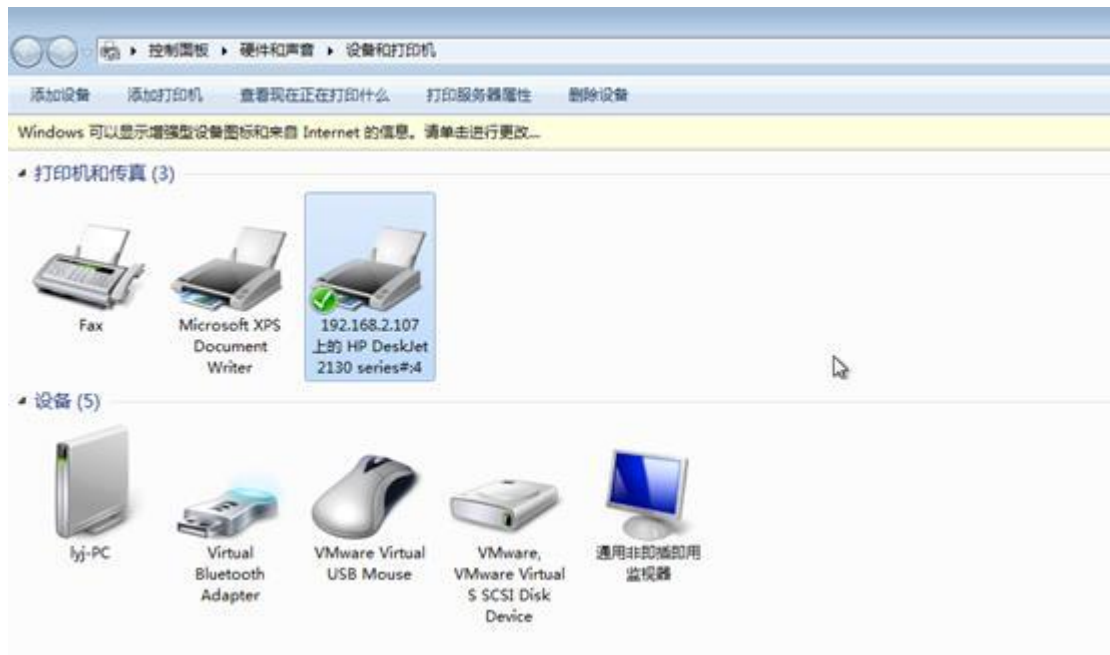 控制面板 ▸ 硬件和声音 ▸ 设备和打印机
添加设备 添加打印机 查看现在正在打印什么 打印服务器属性 删除设备
Windows 可以显示增强型设备图标和来自 Internet 的信息。请单击进行更改...
打印机和传真 (3)
Fax
Microsoft XPS
Document
Writer
192.168.2.107
上的 HP DeskJet
2130 series#:4
设备 (5)
lyj-PC
Virtual
Bluetooth
Adapter
VMware Virtual
USB Mouse
VMware,
VMware Virtual
S SCSI Disk
Device
通用非即插即用
监视器